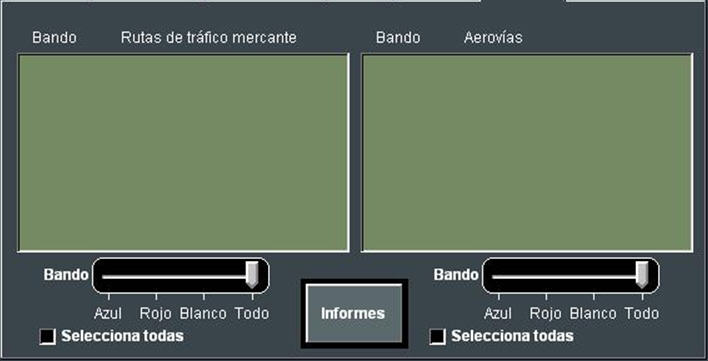 Bando Rutas de tráfico mercante Bando Aerovías
Bando Bando
Azul Rojo Blanco Todo Azul Rojo Blanco Todo
Informes
Selecciona todas Selecciona todas